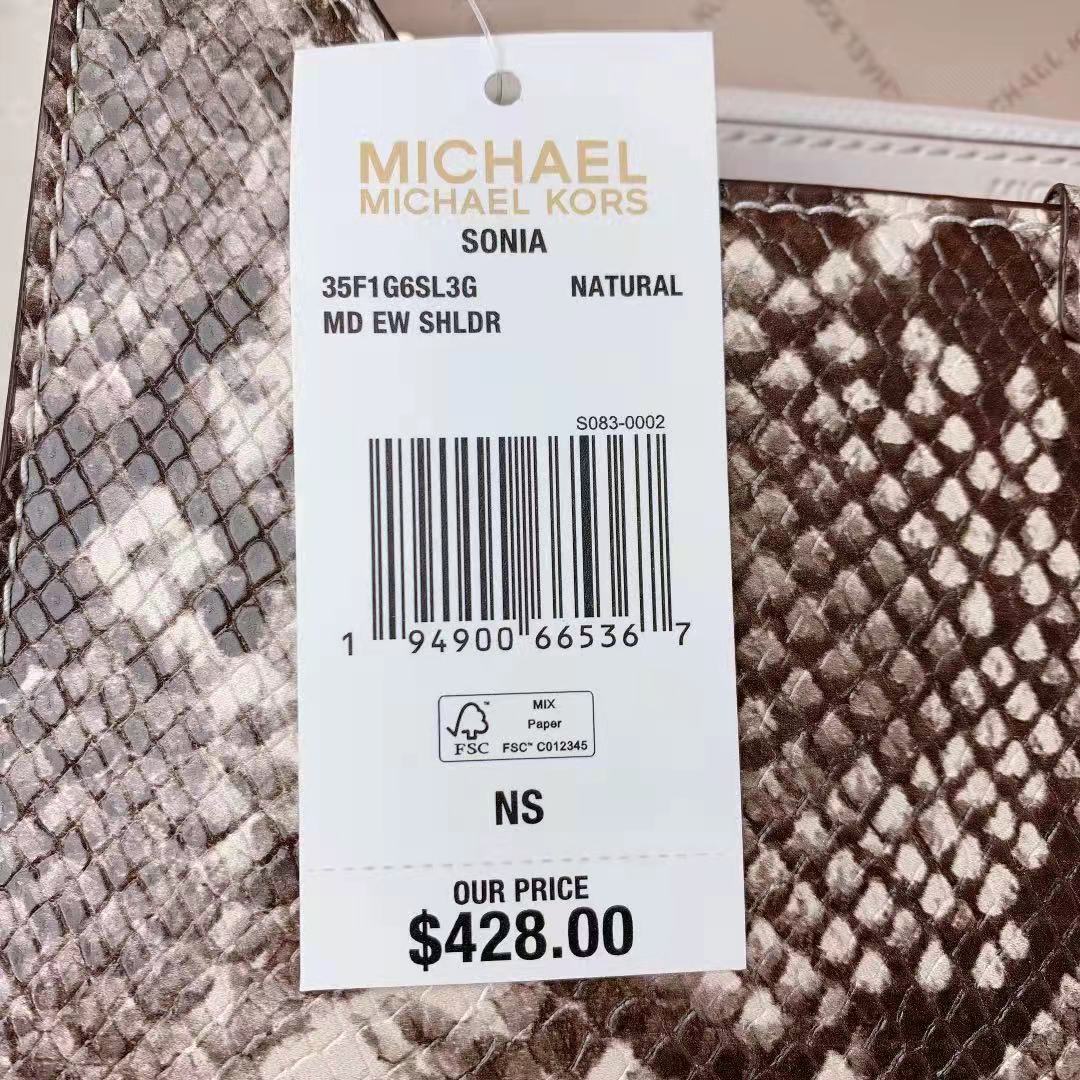 MICHAEL
MICHAEL KORS
SONIA
35F1G6SL3G NATURAL
MD EW SHLDR
S083-0002
1 94900 66536 7
FSC
MIX
Paper
FSC™ C012345
NS
OUR PRICE
$428.00